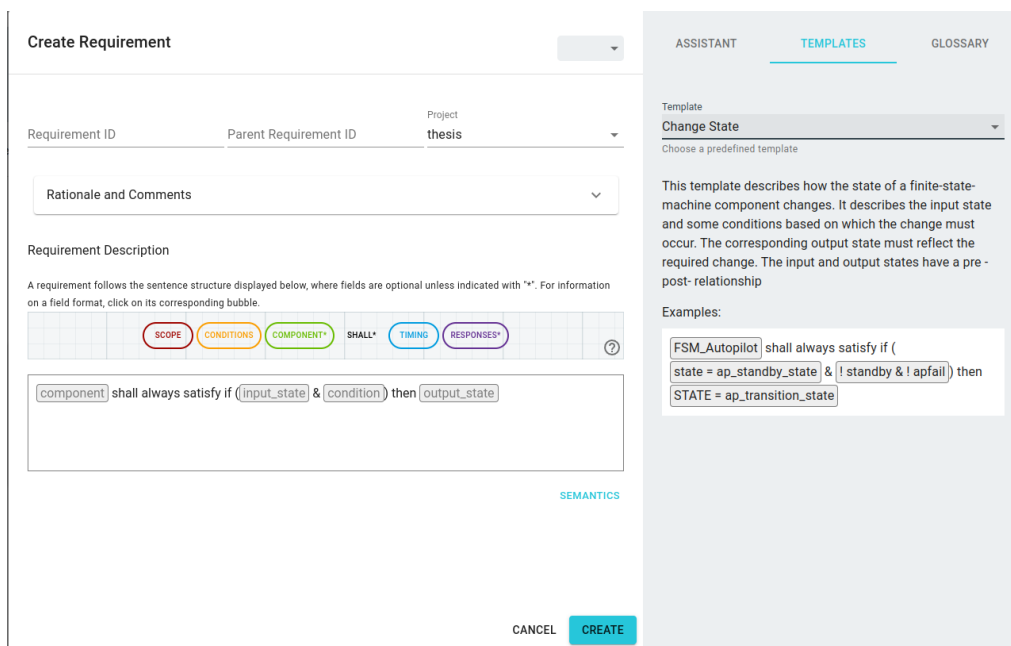 Create Requirement
Requirement ID
Parent Requirement ID
Project
thesis
Rationale and Comments
Requirement Description
A requirement follows the sentence structure displayed below, where fields are optional unless indicated with "*". For information
on a field format, click on its corresponding bubble.
SCOPE CONDITIONS COMPONENT* SHALL* TIMING RESPONSES*
?
component shall always satisfy if ( input_state & condition ) then output_state
SEMANTICS
CANCEL CREATE
ASSISTANT TEMPLATES GLOSSARY
Template
Change State
Choose a predefined template
This template describes how the state of a finite-state-
machine component changes. It describes the input state
and some conditions based on which the change must
occur. The corresponding output state must reflect the
required change. The input and output states have a pre -
post- relationship
Examples:
FSM_Autopilot shall always satisfy if (
state = ap_standby_state & ! standby & ! apfail ) then
STATE = ap_transition_state